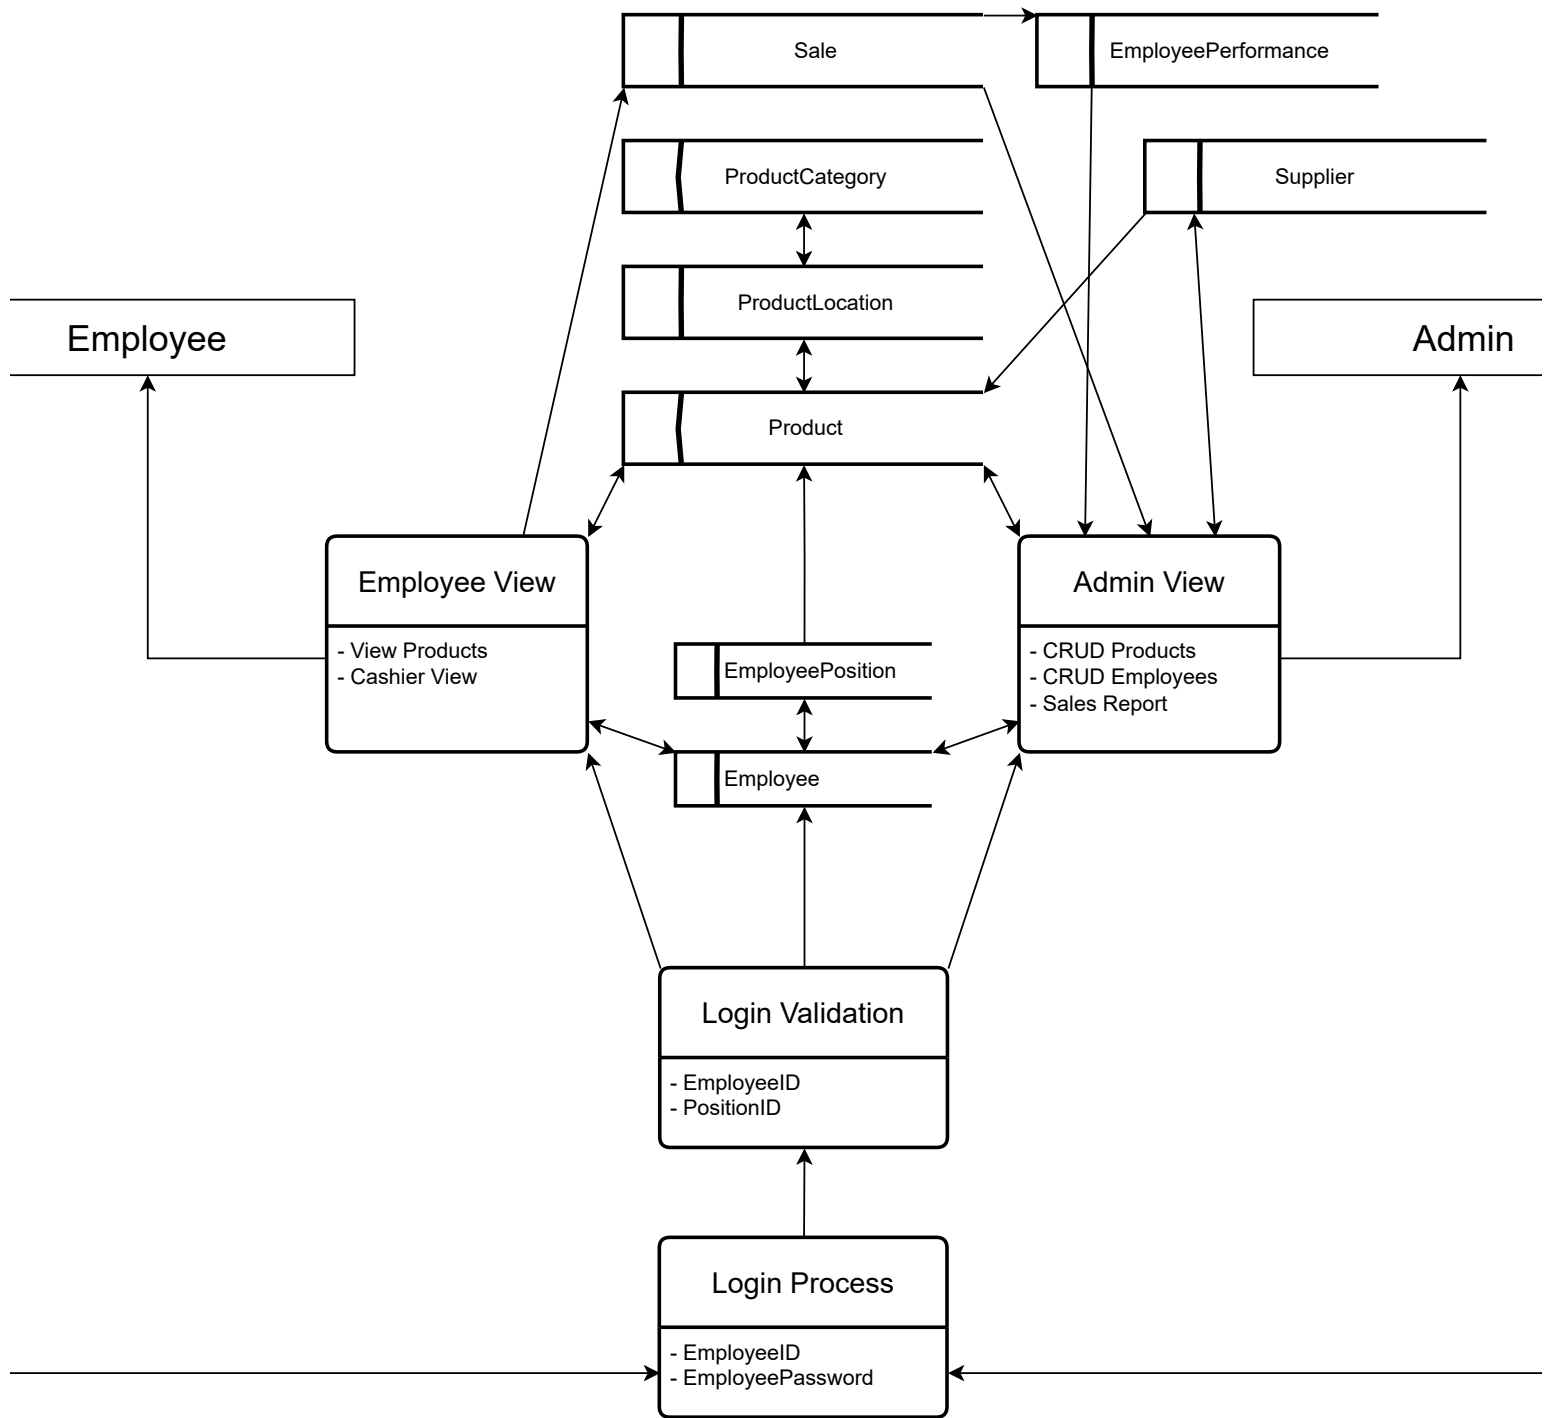 Sale
EmployeePerformance
ProductCategory
Supplier
ProductLocation
Employee
Admin
Product
Employee View
- View Products
- Cashier View
Admin View
- CRUD Products
- CRUD Employees
- Sales Report
EmployeePosition
Employee
Login Validation
- EmployeeID
- PositionID
Login Process
- EmployeeID
- EmployeePassword